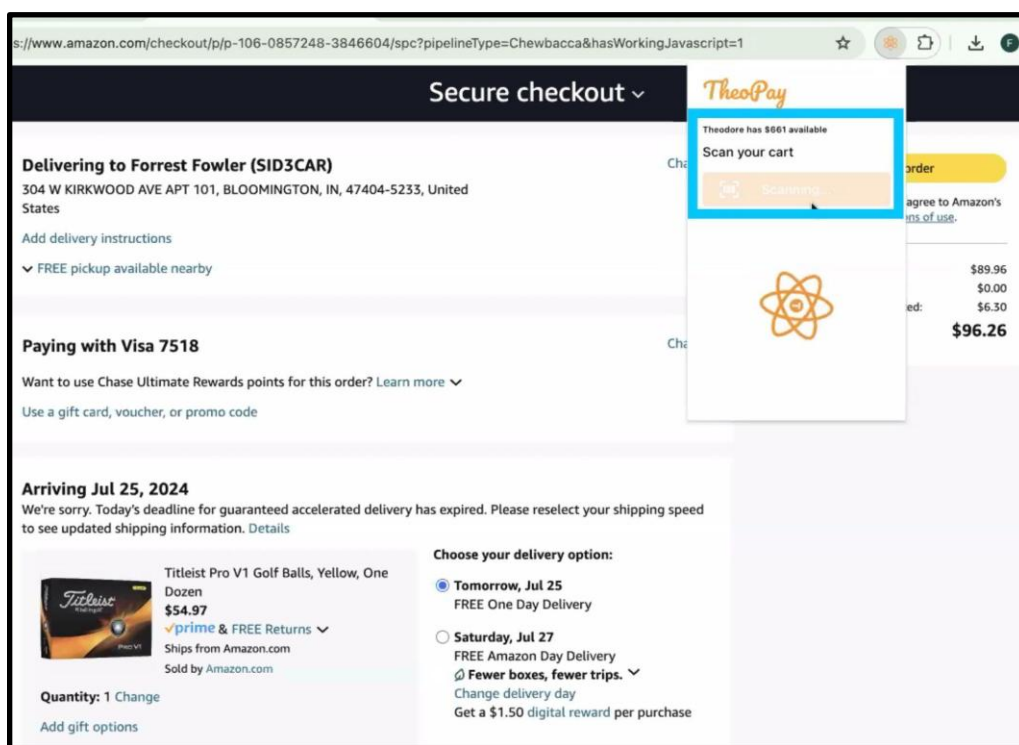 s://www.amazon.com/checkout/p/p-106-0857248-3846604/spc?pipelineType=Chewbacca&hasWorkingJavascript=1
F
Secure checkout
TheoPay
Theodore has $661 available
Scan your cart
Scanning...
Delivering to Forrest Fowler (SID3CAR)
Cha
304 W KIRKWOOD AVE APT 101, BLOOMINGTON, IN, 47404-5233, United
States
Add delivery instructions
FREE pickup available nearby
order
agree to Amazon's
ons of use.
$89.96
$0.00
ed: $6.30
$96.26
Paying with Visa 7518
Cha
Want to use Chase Ultimate Rewards points for this order? Learn more
Use a gift card, voucher, or promo code
Arriving Jul 25, 2024
We're sorry. Today's deadline for guaranteed accelerated delivery has expired. Please reselect your shipping speed
to see updated shipping information. Details
Titleist
PRO V1
Titleist Pro V1 Golf Balls, Yellow, One
Dozen
$54.97
prime & FREE Returns
Ships from Amazon.com
Sold by Amazon.com
Quantity: 1 Change
Add gift options
Choose your delivery option:
Tomorrow, Jul 25
FREE One Day Delivery
Saturday, Jul 27
FREE Amazon Day Delivery
Fewer boxes, fewer trips.
Change delivery day
Get a $1.50 digital reward per purchase